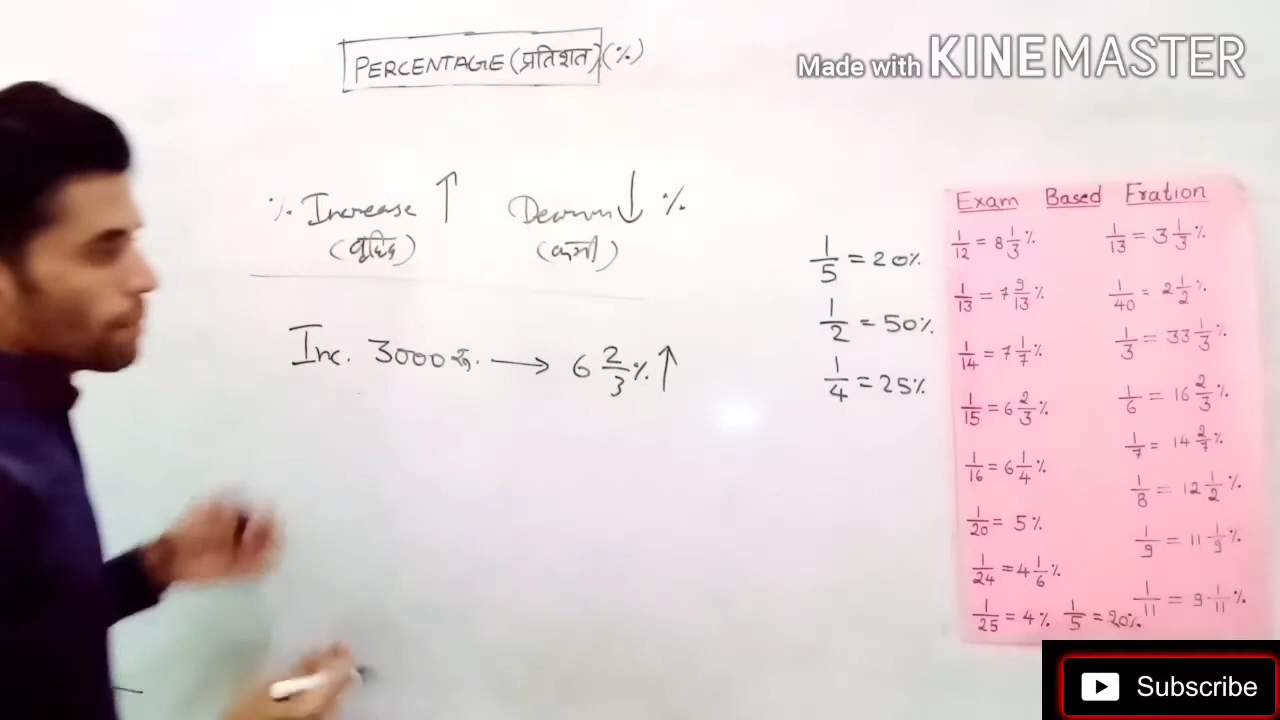 PERCENTAGE (प्रतिशत) (%)
Made with KINEMASTER
% Increase ↑ ↓ %
(वृद्धि) (कमी)
Inc. 3000 रु. → 6 2/3 % ↑
1/5 = 20%
1/2 = 50%
1/4 = 25%
Exam Based Fration
1/12 = 8 1/3 %
1/13 = 7 9/13 %
1/14 = 7 1/7 %
1/15 = 6 2/3 %
1/16 = 6 1/4 %
1/20 = 5 %
1/24 = 4 1/6 %
1/25 = 4% 1/5 = 20%
1/13 = 3 1/3 %
1/40 = 2 1/2 %
1/3 = 33 1/3 %
1/6 = 16 2/3 %
1/7 = 14 2/7 %
1/8 = 12 1/2 %
1/9 = 11 1/9 %
1/11 = 9 1/11 %
Subscribe